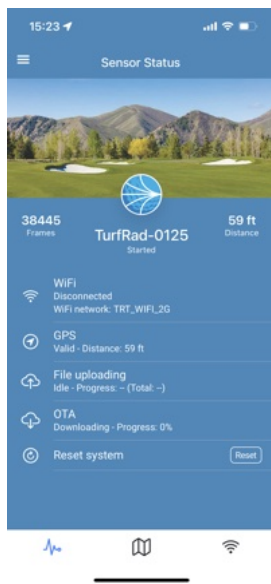 15:23
Sensor Status
38445
Frames
TurfRad-0125
Started
59 ft
Distance
WiFi
Disconnected
WiFi network: TRT_WIFI_2G
GPS
Valid - Distance: 59 ft
File uploading
Idle - Progress: -- (Total: --)
OTA
Downloading - Progress: 0%
Reset system
Reset